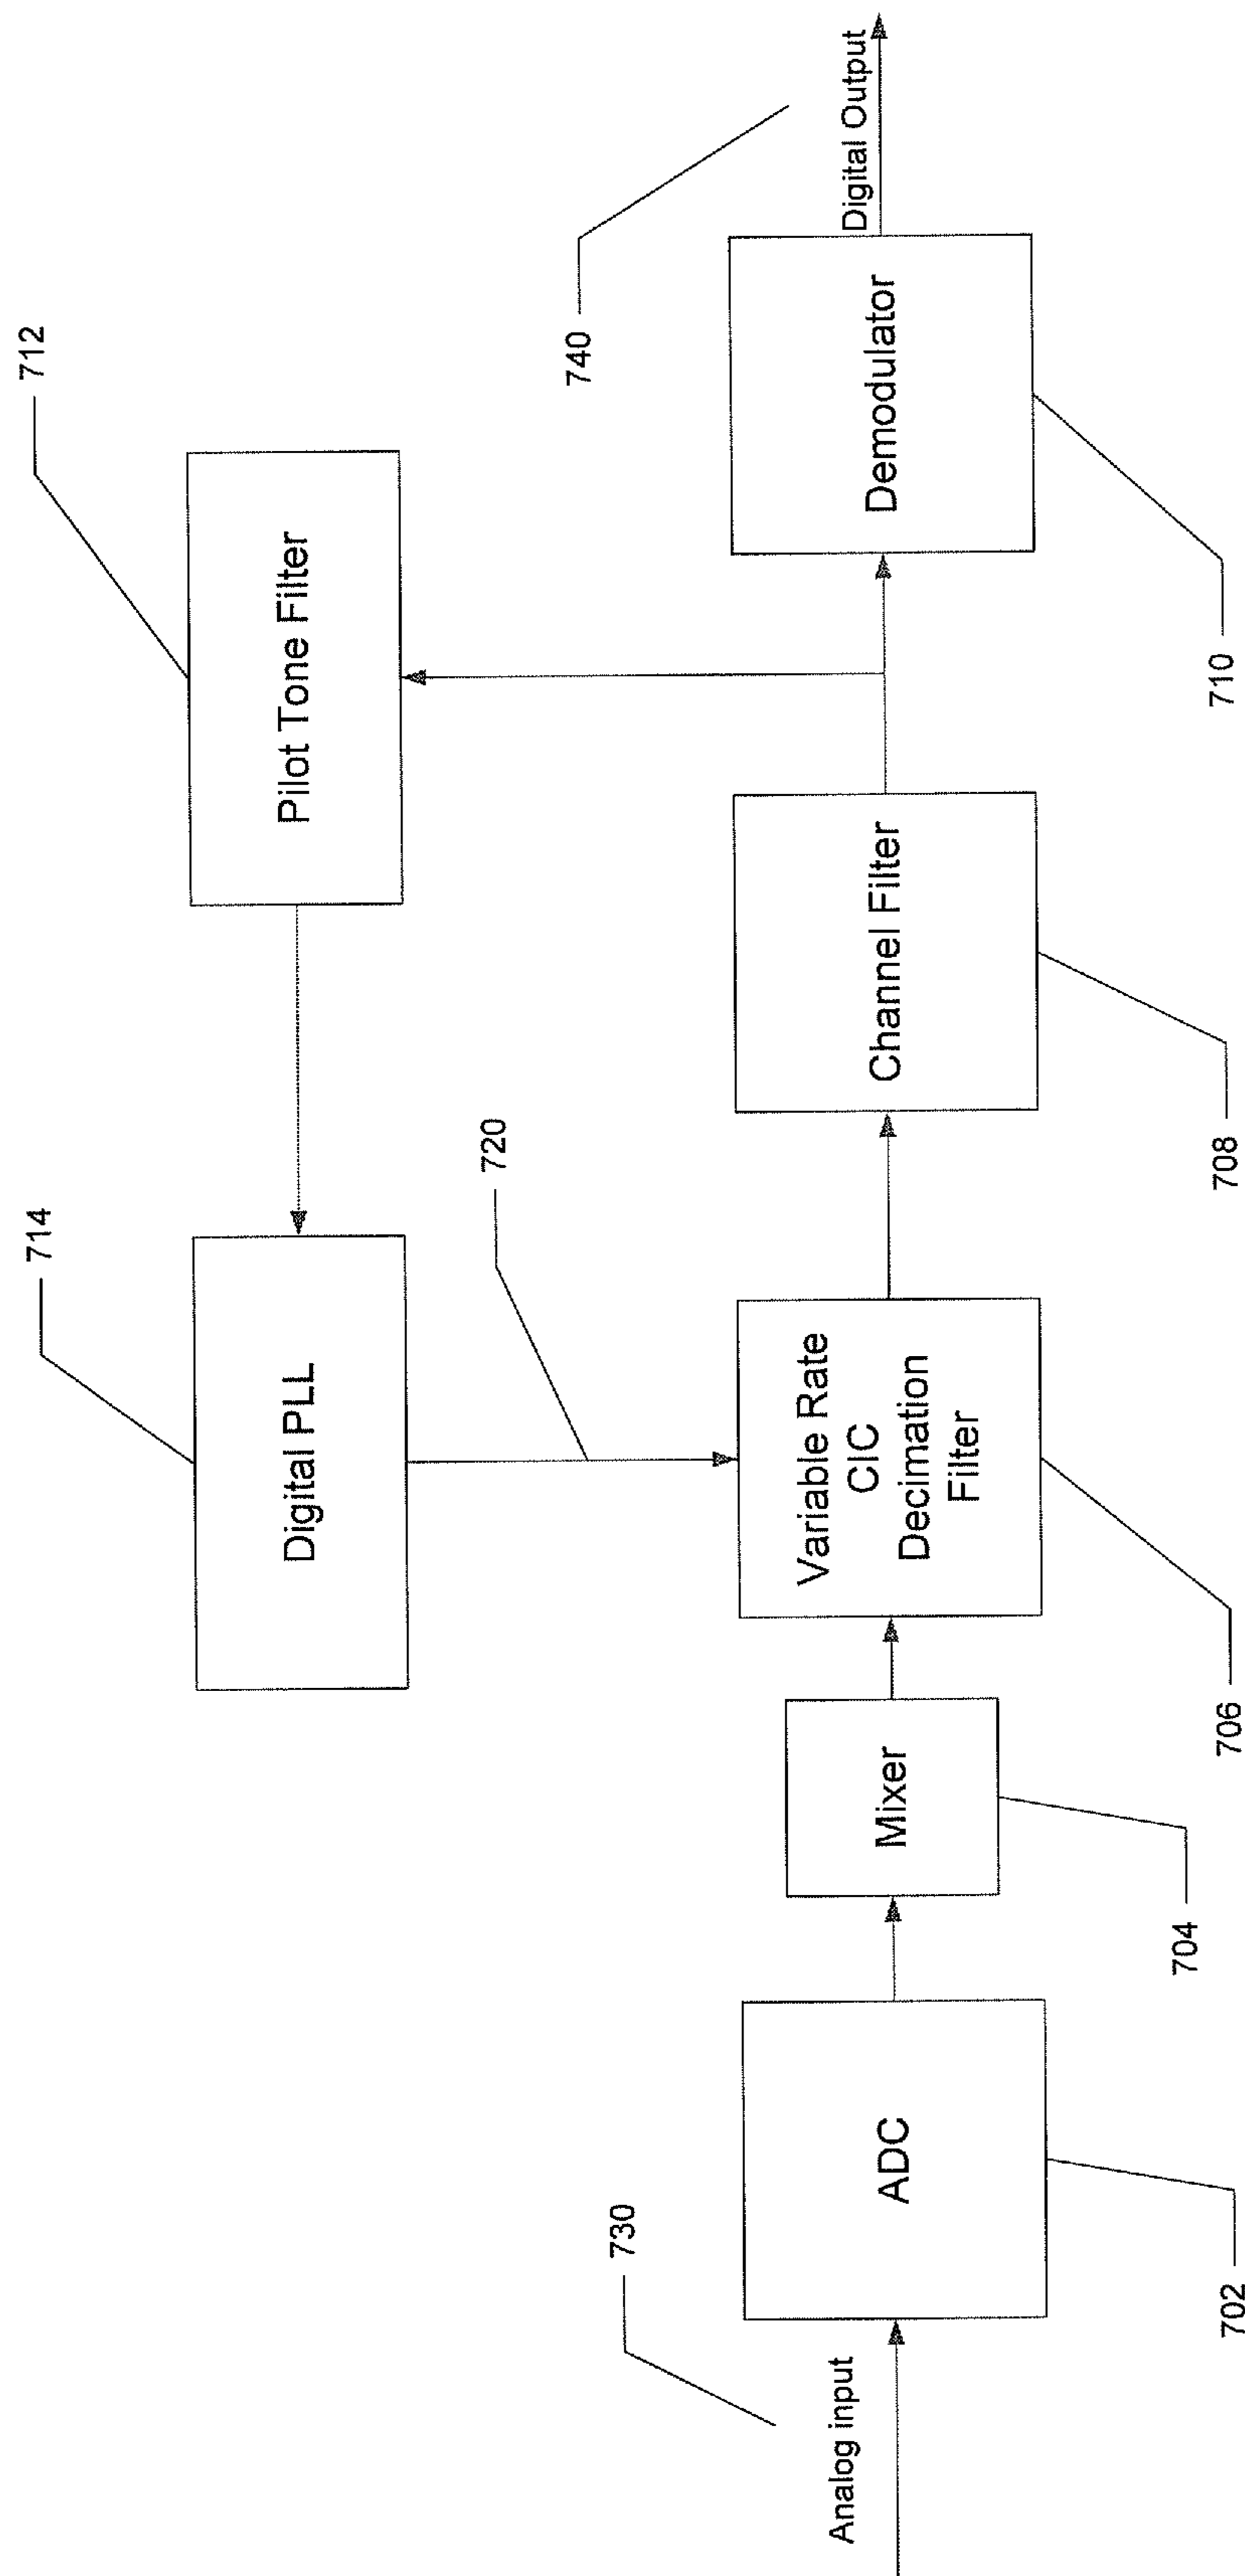 714
712
Digital PLL
Pilot Tone Filter
720
740
730
Analog input
Digital Output
ADC
Mixer
Variable Rate
CIC
Decimation
Filter
Channel Filter
Demodulator
702
704
706
708
710